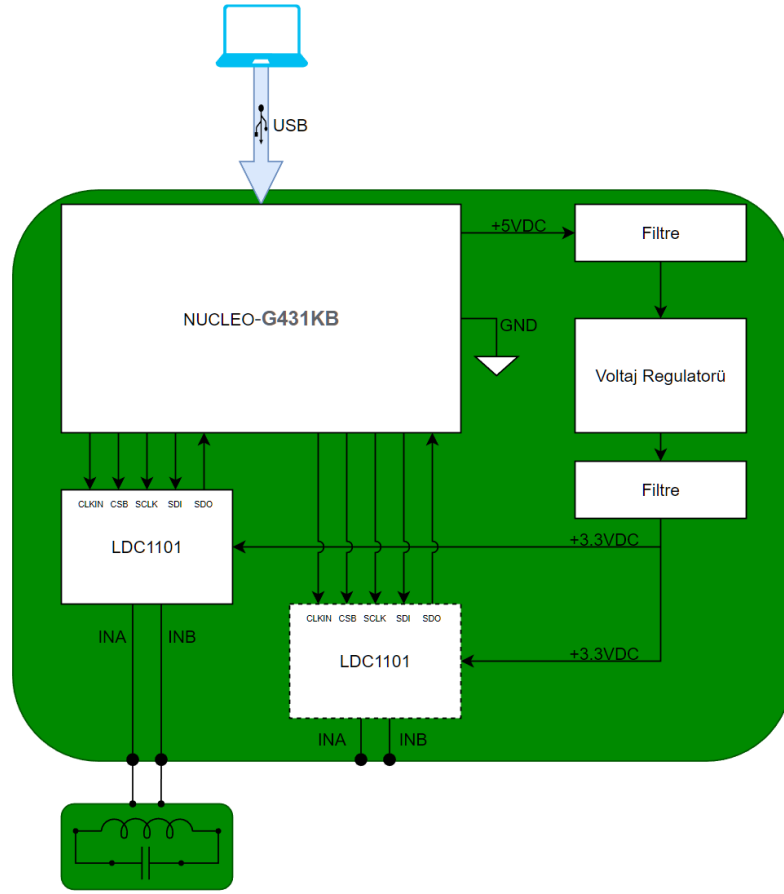 USB
NUCLEO-G431KB
+5VDC
Filtre
GND
Voltaj Regulatorü
Filtre
CLKIN CSB SCLK SDI SDO
LDC1101
+3.3VDC
CLKIN CSB SCLK SDI SDO
LDC1101
+3.3VDC
INA INB
INA INB